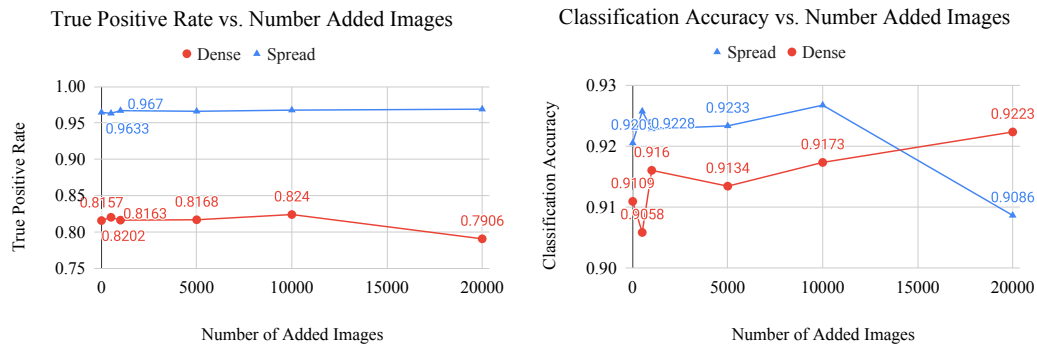 True Positive Rate vs. Number Added Images
Dense Spread
True Positive Rate
1.00
0.95
0.90
0.85
0.80
0.75
0.967
0.9633
0.8157
0.8163
0.8202
0.8168
0.824
0.7906
0 5000 10000 15000 20000
Number of Added Images
Classification Accuracy vs. Number Added Images
Spread Dense
Classification Accuracy
0.93
0.92
0.91
0.90
0.9228
0.9233
0.9086
0.9109
0.9058
0.916
0.9134
0.9173
0.9223
0 5000 10000 15000 20000
Number of Added Images